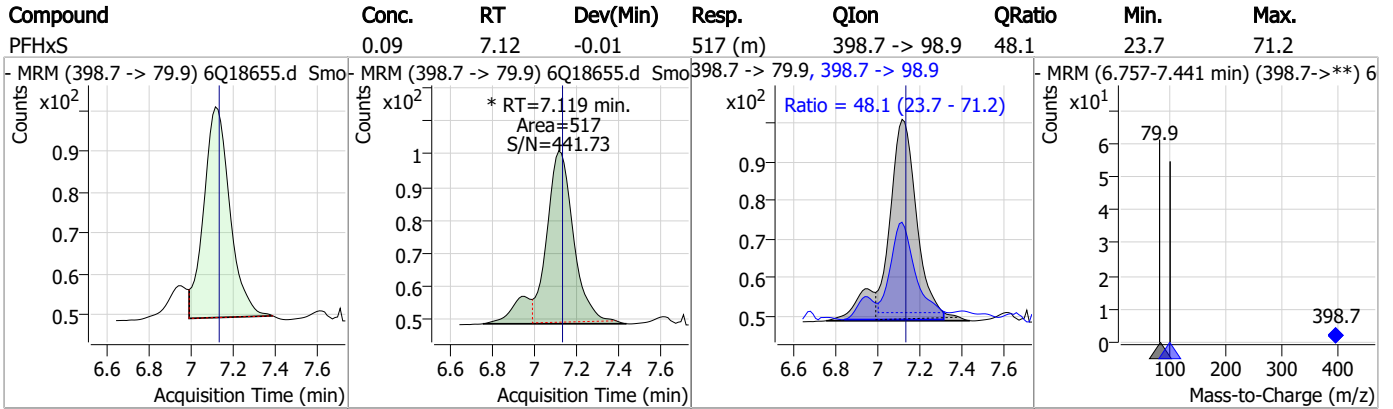 Compound Conc. RT Dev(Min) Resp. QIon QRatio Min. Max.
PFHxS 0.09 7.12 -0.01 517 (m) 398.7 -> 98.9 48.1 23.7 71.2
- MRM (398.7 -> 79.9) 6Q18655.d Smo
Counts
x10²
0.9
0.8
0.7
0.6
0.5
6.6 6.8 7 7.2 7.4 7.6
Acquisition Time (min)
- MRM (398.7 -> 79.9) 6Q18655.d Smo
Counts
x10²
* RT=7.119 min.
Area=517
S/N=441.73
1
0.9
0.8
0.7
0.6
0.5
6.6 6.8 7 7.2 7.4 7.6
Acquisition Time (min)
398.7 -> 79.9, 398.7 -> 98.9
Counts
x10²
Ratio = 48.1 (23.7 - 71.2)
0.9
0.8
0.7
0.6
0.5
6.6 6.8 7 7.2 7.4 7.6
Acquisition Time (min)
- MRM (6.757-7.441 min) (398.7->**) 6
Counts
x10¹
79.9
6
5
4
3
2
1
0
398.7
100 200 300 400
Mass-to-Charge (m/z)